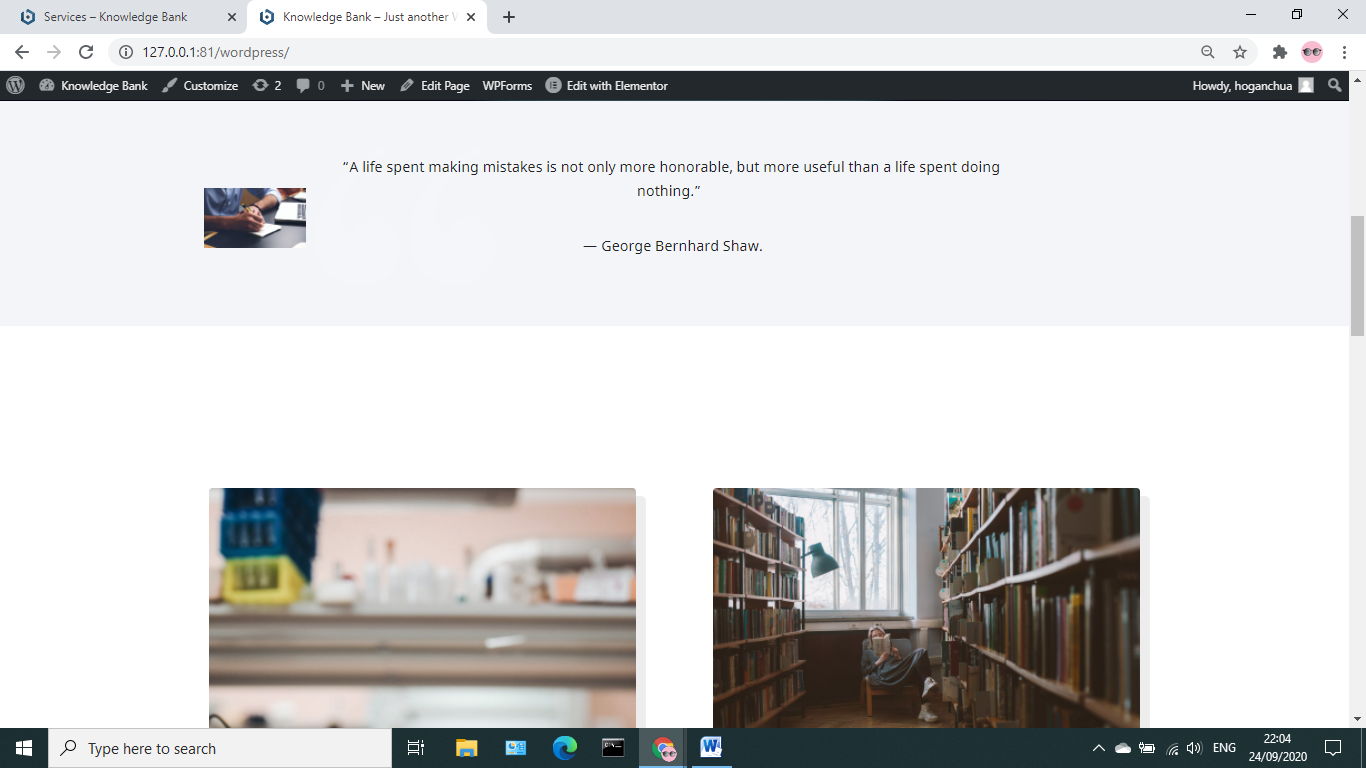 Services – Knowledge Bank
Knowledge Bank – Just another W
127.0.0.1:81/wordpress/
Knowledge Bank
Customize
2
0
New
Edit Page
WPForms
Edit with Elementor
Howdy, hoganchua
“A life spent making mistakes is not only more honorable, but more useful than a life spent doing
nothing.”
— George Bernhard Shaw.
Type here to search
ENG
22:04
24/09/2020